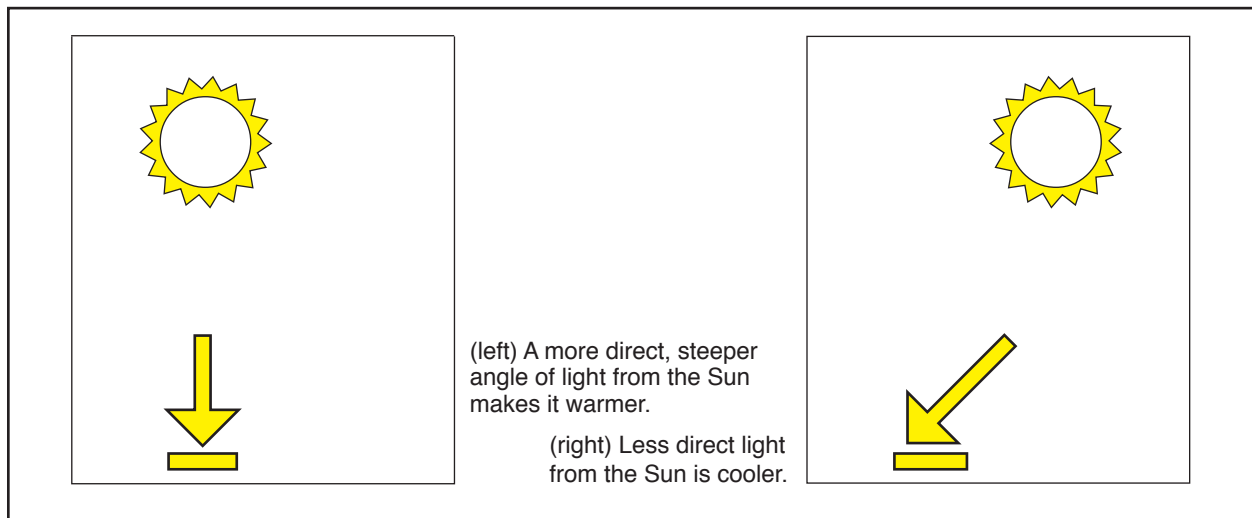 (left) A more direct, steeper
angle of light from the Sun
makes it warmer.
(right) Less direct light
from the Sun is cooler.